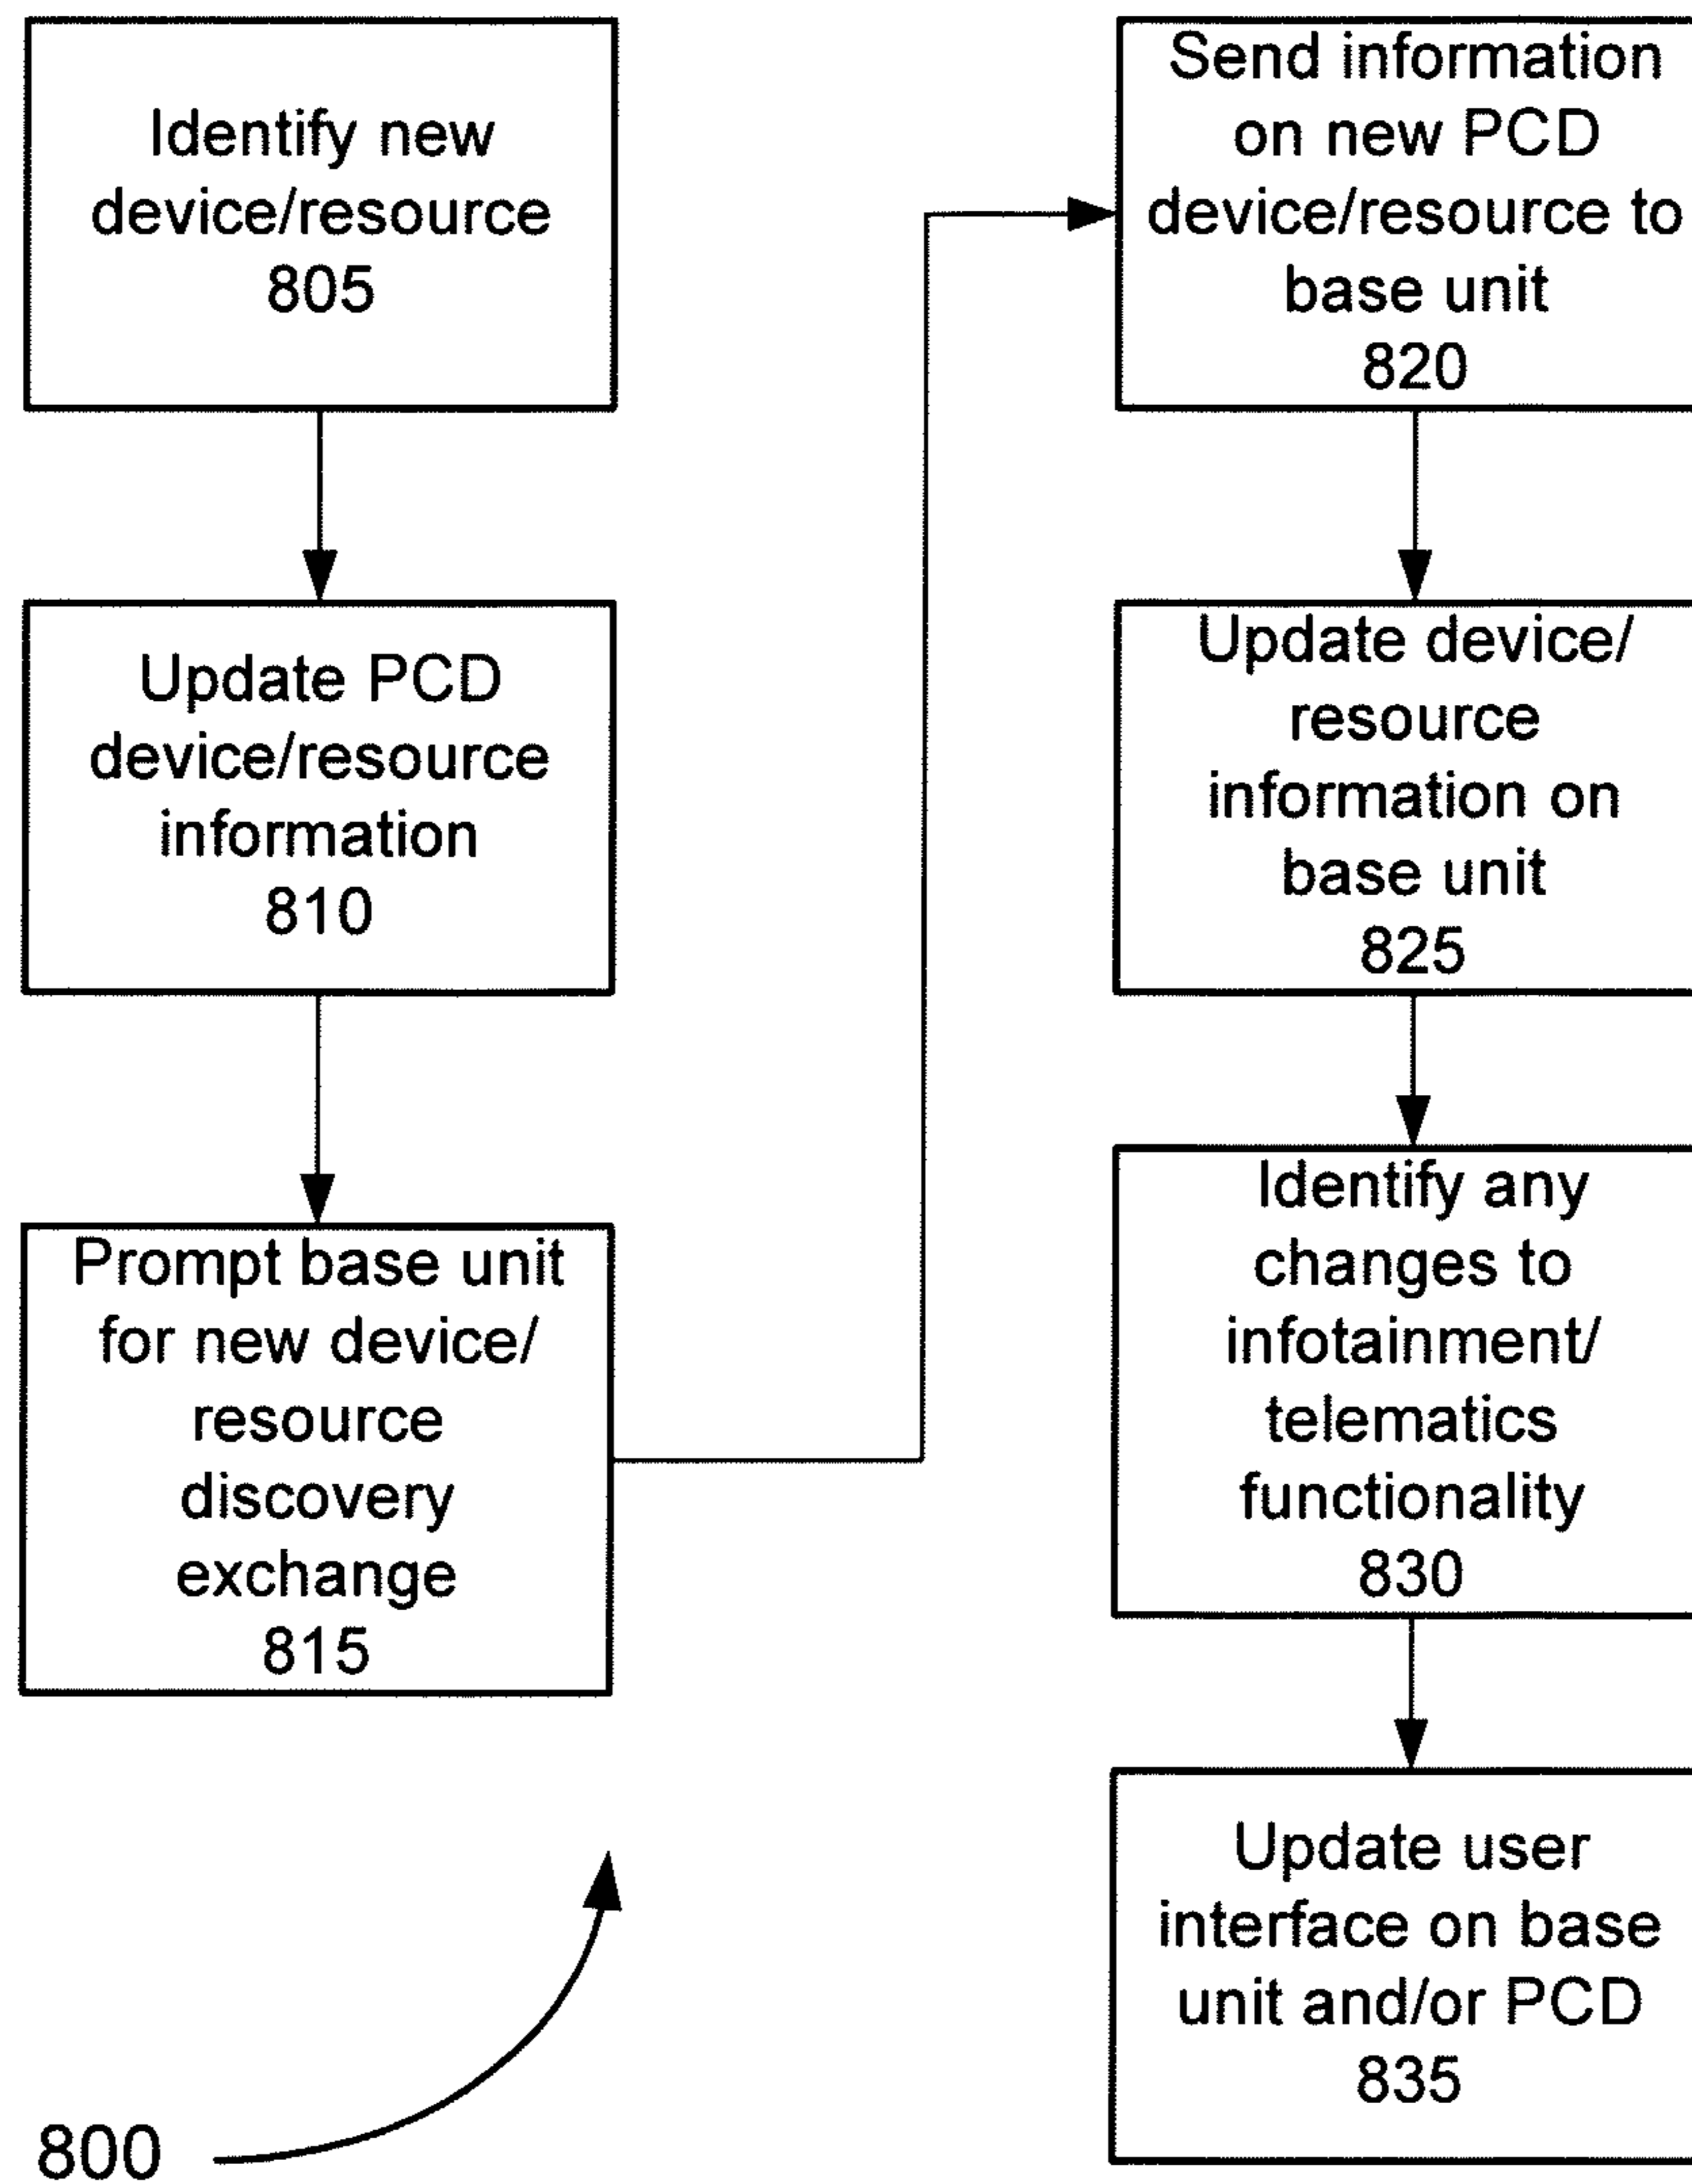 Identify new
device/resource
805
Update PCD
device/resource
information
810
Prompt base unit
for new device/
resource
discovery
exchange
815
Send information
on new PCD
device/resource to
base unit
820
Update device/
resource
information on
base unit
825
Identify any
changes to
infotainment/
telematics
functionality
830
Update user
interface on base
unit and/or PCD
835
800